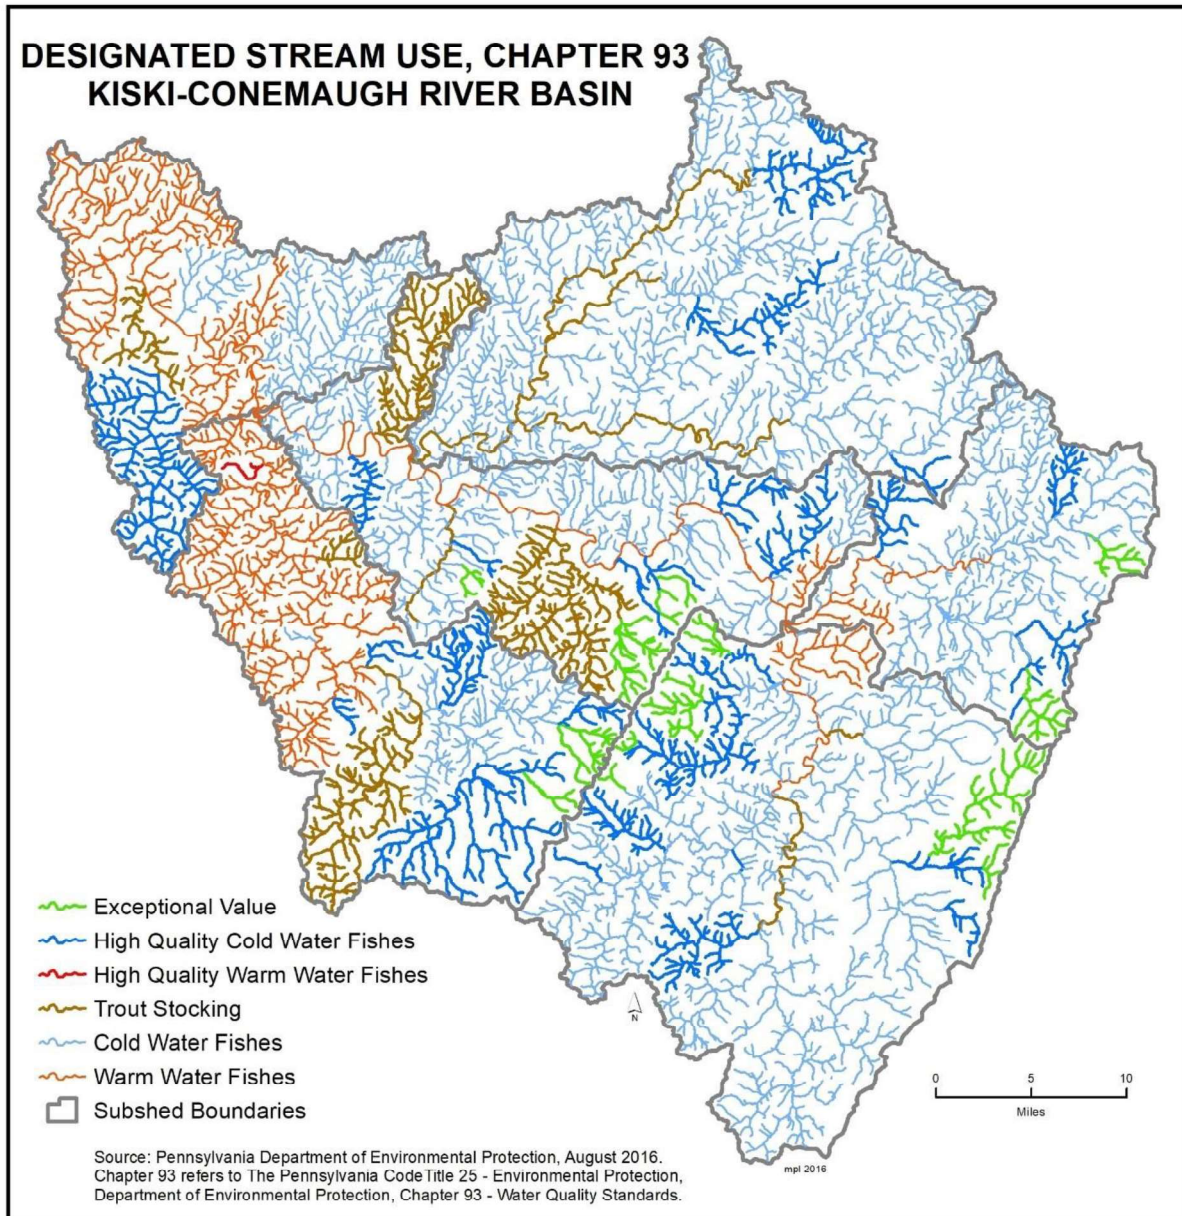 DESIGNATED STREAM USE, CHAPTER 93
KISKI-CONEMAUGH RIVER BASIN
Exceptional Value
High Quality Cold Water Fishes
High Quality Warm Water Fishes
Trout Stocking
Cold Water Fishes
Warm Water Fishes
Subshed Boundaries
N
0 5 10
Miles
Source: Pennsylvania Department of Environmental Protection, August 2016.
Chapter 93 refers to The Pennsylvania CodeTitle 25 - Environmental Protection,
Department of Environmental Protection, Chapter 93 - Water Quality Standards.
mpl 2016